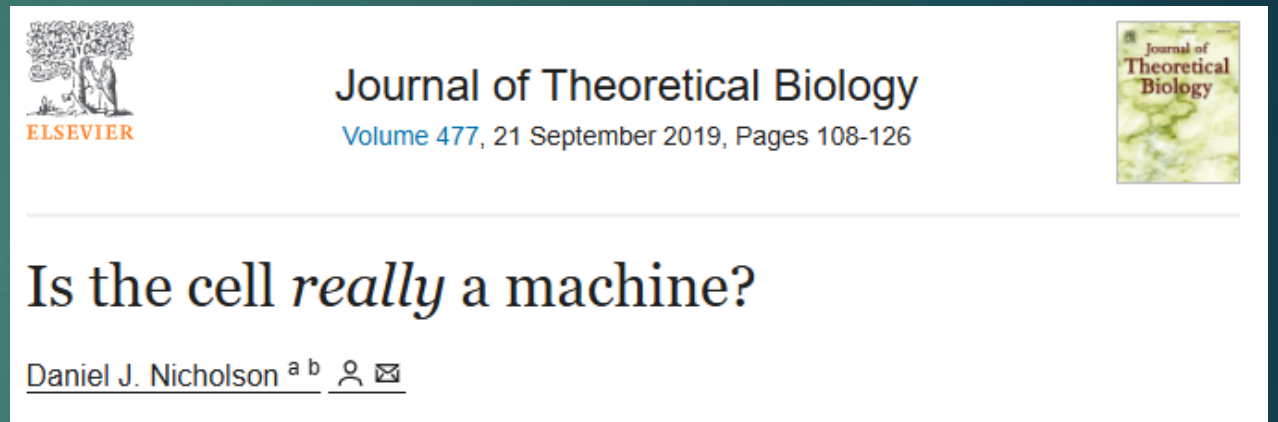 ELSEVIER
Journal of Theoretical Biology
Volume 477, 21 September 2019, Pages 108-126
Journal of
Theoretical
Biology
Is the cell really a machine?
Daniel J. Nicholson a b